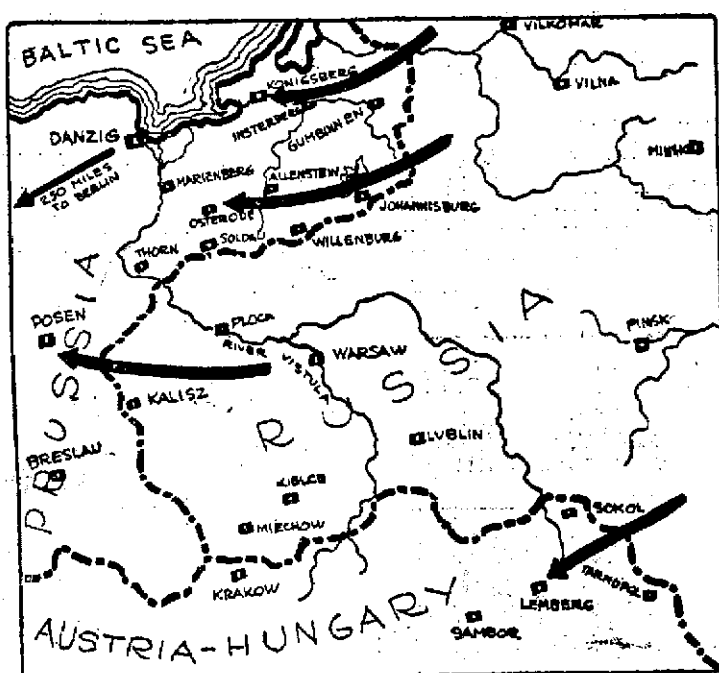 BALTIC SEA
VILKOMAR
VILNA
KONIGSBERG
INSTERBERG
GUMBINNEN
DANZIG
MINSK
250 MILES
TO BERLIN
MARIENBERG
ALLENSTEIN
JOHANNISBURG
OSTERODE
SOLDAU
WILLENBURG
THORN
PRUSSIA
RUSSIA
POSEN
PLOCK
RIVER VISTULA
WARSAW
PINSK
KALISZ
LUBLIN
BRESLAU
KIELCE
MIECHOW
SOKOL
KRAKOW
TARNOPOL
LEMBERG
SAMBOR
AUSTRIA-HUNGARY